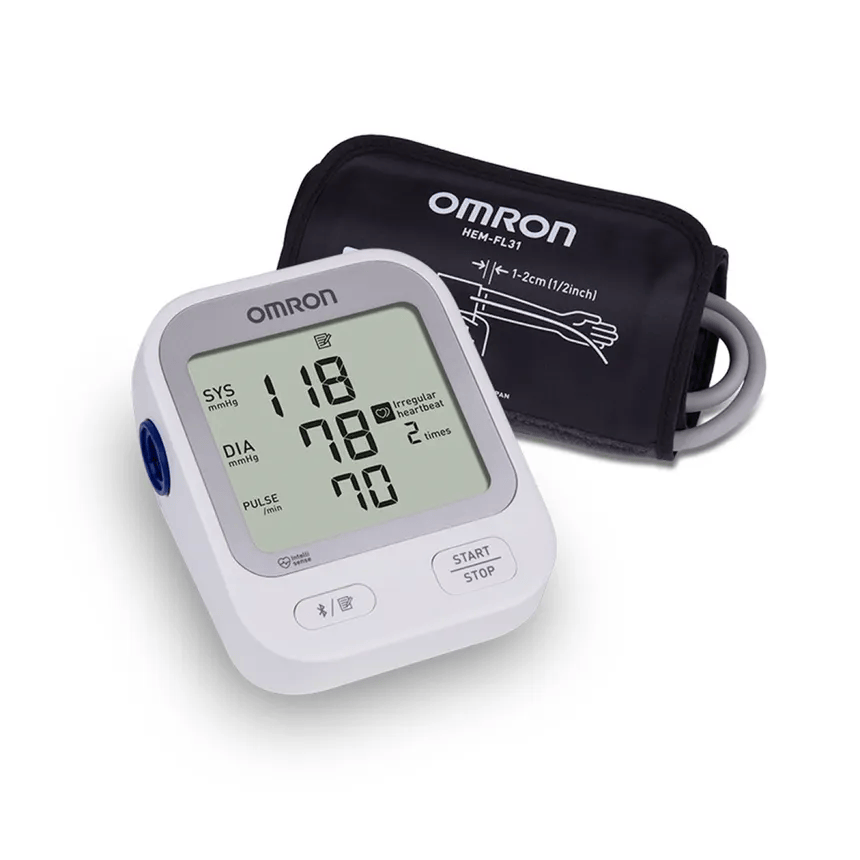 OMRON
HEM-FL31
1-2cm (1/2inch)
PAN
OMRON
SYS
mmHg
118
DIA
mmHg
78
Irregular
heartbeat
2 times
PULSE
/min
70
intelli
sense
START
STOP